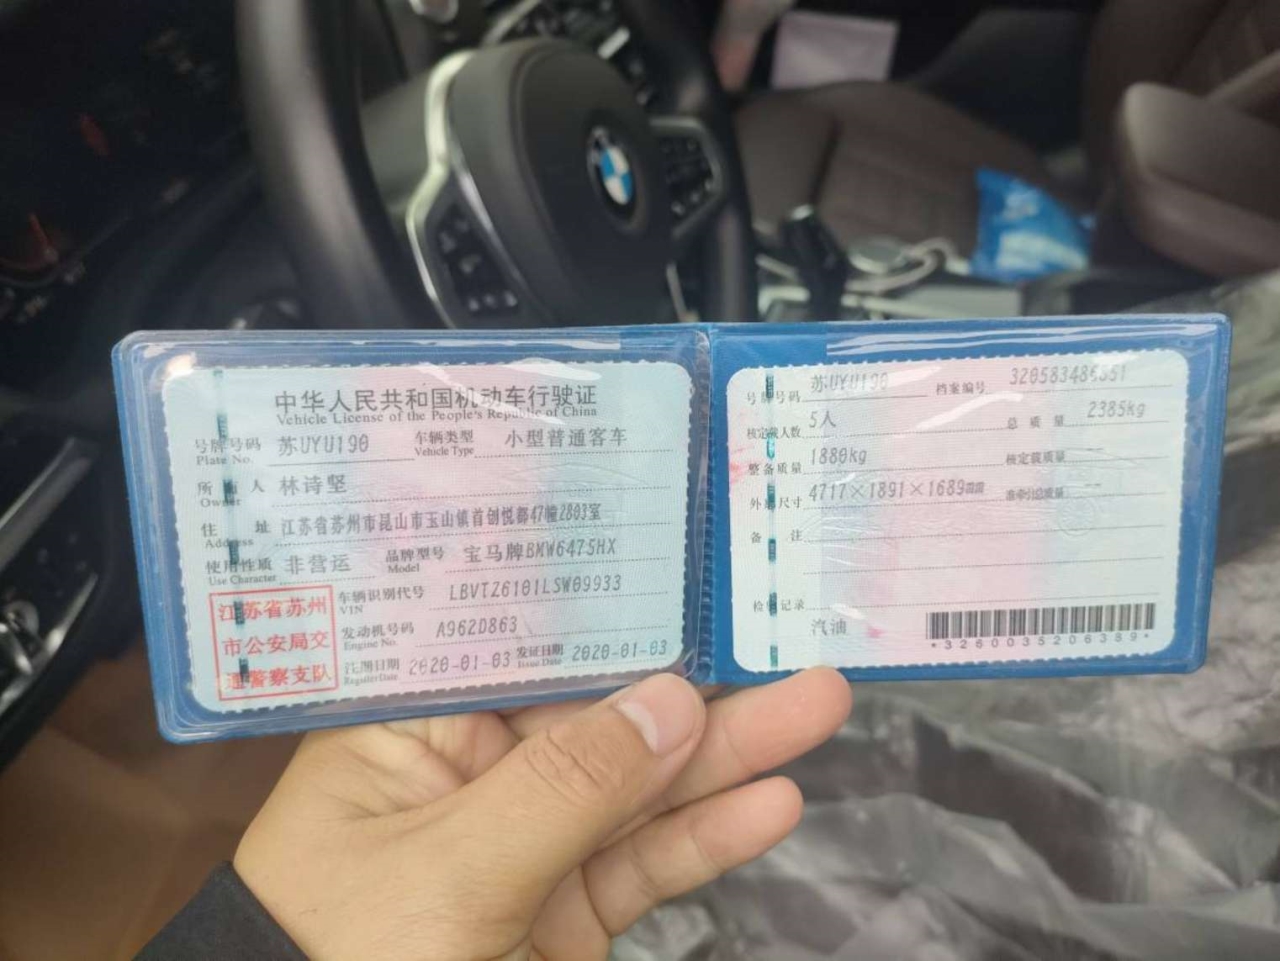 中华人民共和国机动车行驶证
Vehicle License of the People's Republic of China
号牌号码 苏UYU190 车辆类型 小型普通客车
Plate No. Vehicle Type
所有人 林诗坚
Owner
住 址 江苏省苏州市昆山市玉山镇首创悦都47幢2803室
Address
使用性质 非营运 品牌型号 宝马牌BMW6475HX
Use Character Model
江苏省苏州
市公安局交
通警察支队
车辆识别代号 LBVTZ6101LSW09933
VIN
发动机号码 A962D863
Engine No.
注册日期 2020-01-03 发证日期 2020-01-03
Register Date Issue Date
号牌号码 苏UYU190 档案编号
核定载人数 5人 总质量 2385kg
整备质量 1880kg 核定载质量 --
外廓尺寸 4717×1891×1689mm 准牵引总质量 --
备 注
检验记录
汽油
*3260035206389*